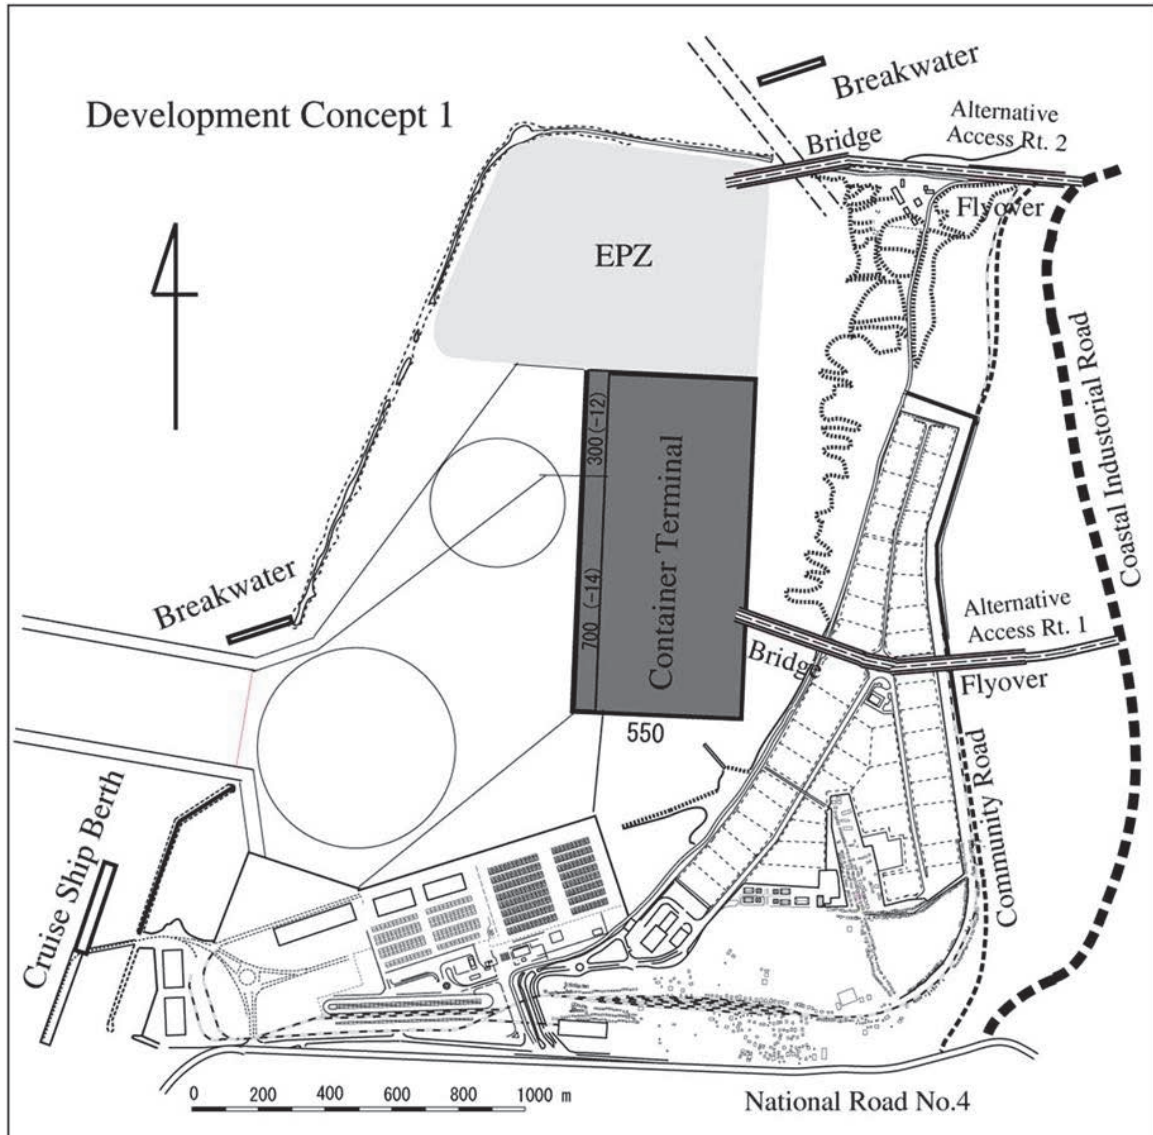 Development Concept 1
Breakwater
Alternative
Access Rt. 2
Bridge
Flyover
EPZ
Coastal Industorial Road
300 (-12)
700 (-14)
Container Terminal
Breakwater
Alternative
Access Rt. 1
Bridge
Flyover
550
Community Road
Cruise Ship Berth
0 200 400 600 800 1000 m
National Road No.4